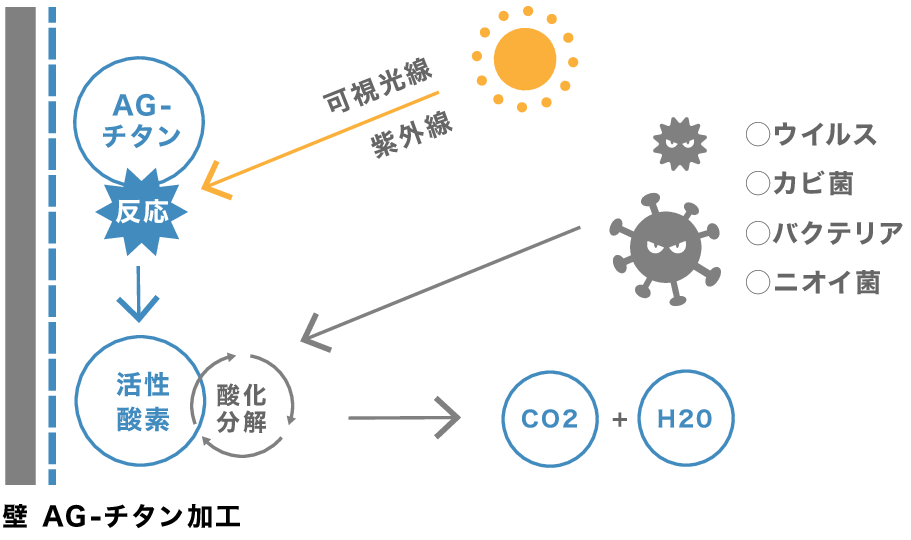 AG-
チタン
反応
可視光線
紫外線
◯ウイルス
◯カビ菌
◯バクテリア
◯ニオイ菌
活性
酸素
酸化
分解
CO2 + H20
壁 AG-チタン加工